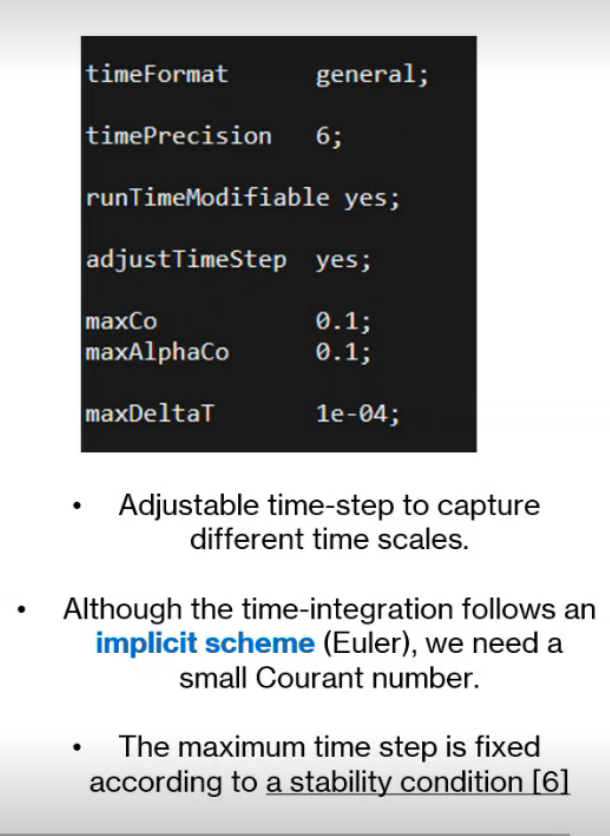 timeFormat general;
timePrecision 6;
runTimeModifiable yes;
adjustTimeStep yes;
maxCo 0.1;
maxAlphaCo 0.1;
maxDeltaT 1e-04;
• Adjustable time-step to capture
different time scales.
• Although the time-integration follows an
implicit scheme (Euler), we need a
small Courant number.
• The maximum time step is fixed
according to a stability condition [6]